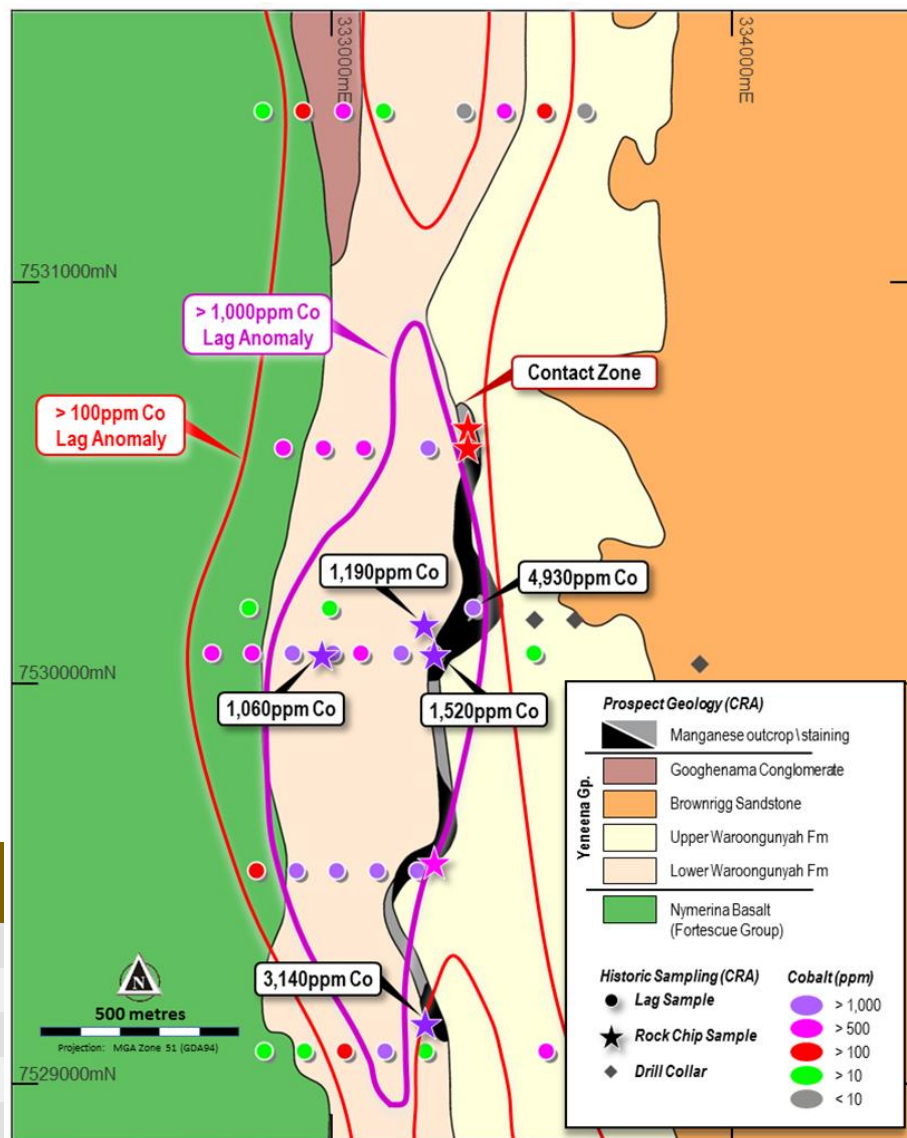 333000mE
334000mE
7531000mN
> 1,000ppm Co
Lag Anomaly
Contact Zone
> 100ppm Co
Lag Anomaly
1,190ppm Co
4,930ppm Co
7530000mN
1,060ppm Co
1,520ppm Co
3,140ppm Co
N
500 metres
Projection: MGA Zone 51 (GDA94)
7529000mN
Prospect Geology (CRA)
Manganese outcrop \ staining
Yeneena Gp.
Googhenama Conglomerate
Brownrigg Sandstone
Upper Waroongunyah Fm
Lower Waroongunyah Fm
Nymerina Basalt
(Fortescue Group)
Historic Sampling (CRA)
Lag Sample
Rock Chip Sample
Drill Collar
Cobalt (ppm)
> 1,000
> 500
> 100
> 10
< 10